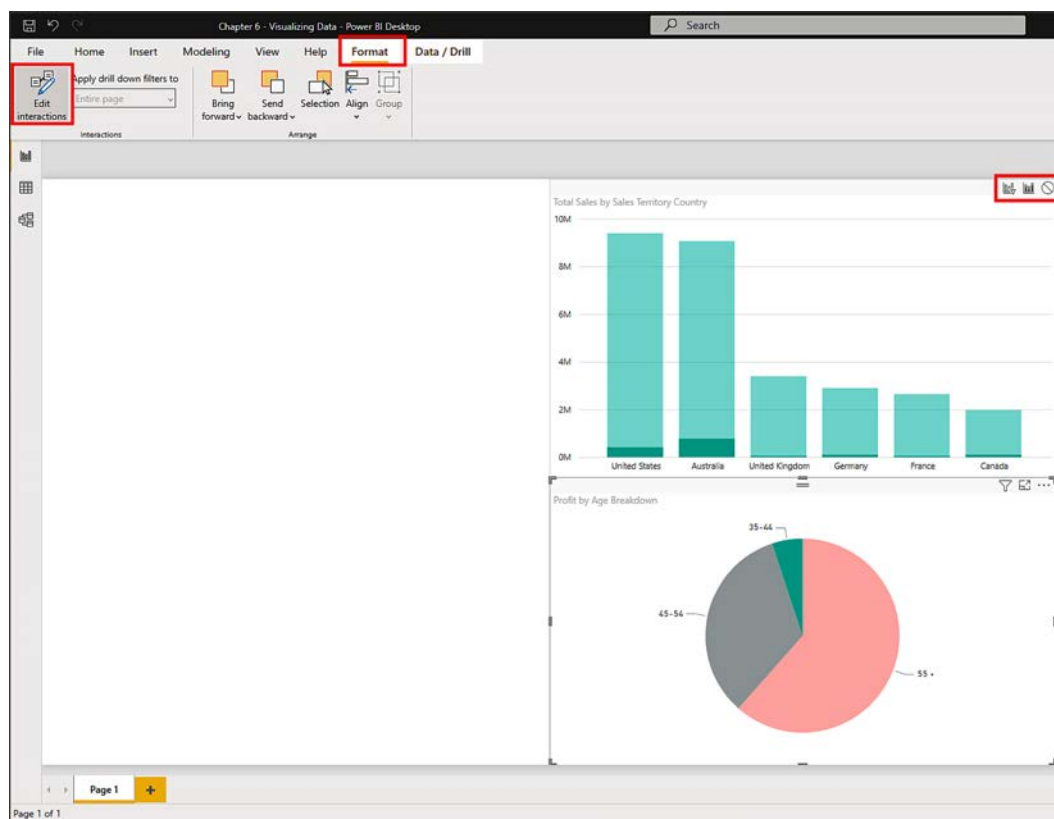 Chapter 6 - Visualizing Data - Power BI Desktop
Search
File Home Insert Modeling View Help Format Data / Drill
Edit interactions
Apply drill down filters to
Entire page
Bring forward
Send backward
Selection
Align
Group
Interactions
Arrange
Total Sales by Sales Territory Country
10M
8M
6M
4M
2M
0M
United States Australia United Kingdom Germany France Canada
Profit by Age Breakdown
35-44
45-54
55 +
Page 1
Page 1 of 1